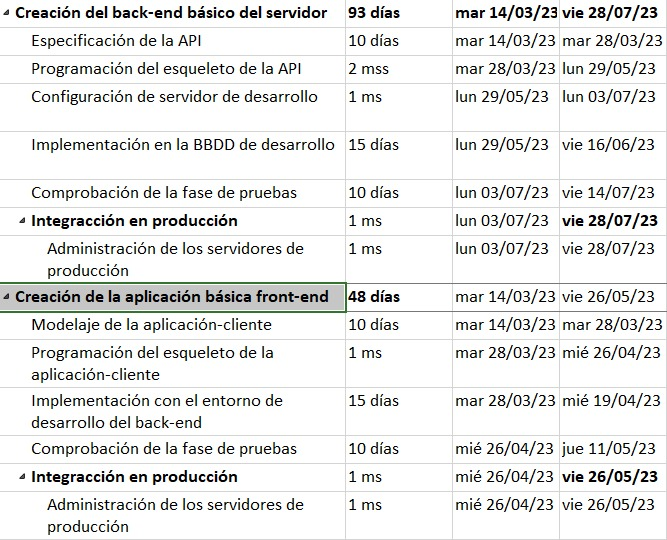 Creación del back-end básico del servidor 93 días mar 14/03/23 vie 28/07/23
Especificación de la API 10 días mar 14/03/23 mar 28/03/23
Programación del esqueleto de la API 2 mss mar 28/03/23 lun 29/05/23
Configuración de servidor de desarrollo 1 ms lun 29/05/23 lun 03/07/23
Implementación en la BBDD de desarrollo 15 días lun 29/05/23 vie 16/06/23
Comprobación de la fase de pruebas 10 días lun 03/07/23 vie 14/07/23
Integracción en producción 1 ms lun 03/07/23 vie 28/07/23
Administración de los servidores de 1 ms lun 03/07/23 vie 28/07/23
producción
Creación de la aplicación básica front-end 48 días mar 14/03/23 vie 26/05/23
Modelaje de la aplicación-cliente 10 días mar 14/03/23 mar 28/03/23
Programación del esqueleto de la 1 ms mar 28/03/23 mié 26/04/23
aplicación-cliente
Implementación con el entorno de 15 días mar 28/03/23 mié 19/04/23
desarrollo del back-end
Comprobación de la fase de pruebas 10 días mié 26/04/23 jue 11/05/23
Integracción en producción 1 ms mié 26/04/23 vie 26/05/23
Administración de los servidores de 1 ms mié 26/04/23 vie 26/05/23
producción